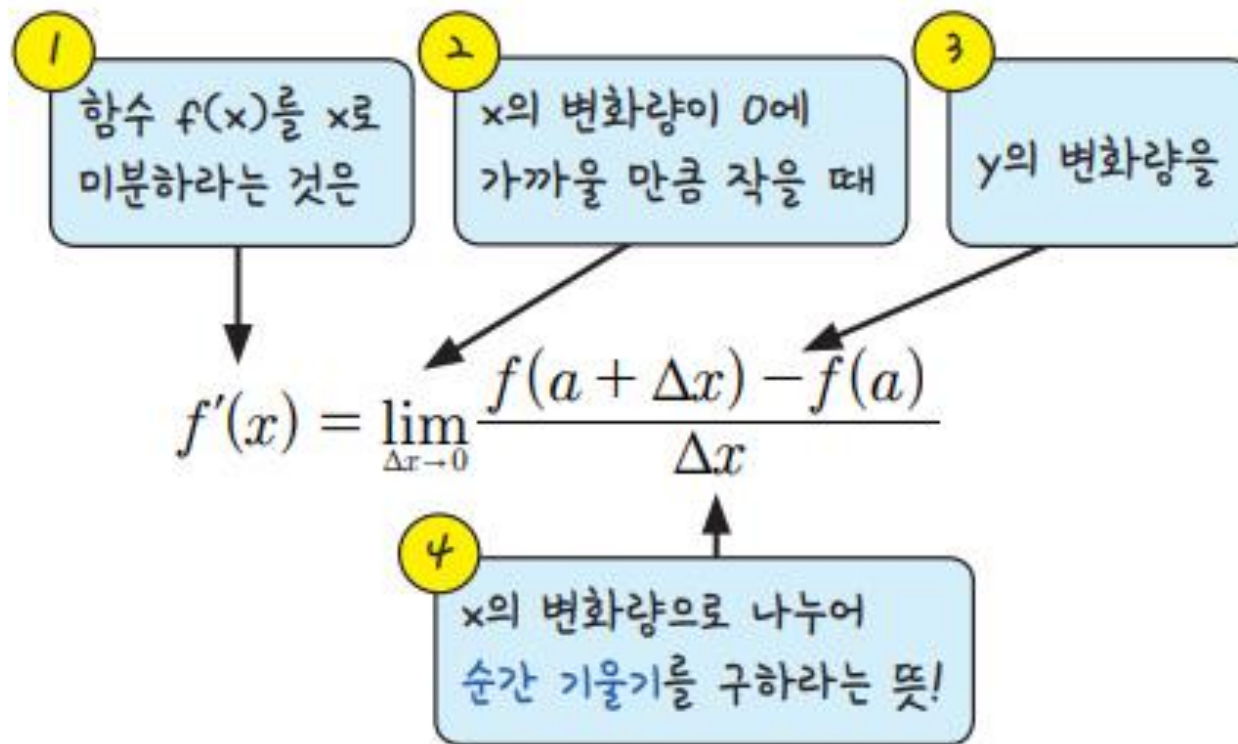 1
함수 f(x)를 x로
미분하라는 것은
2
x의 변화량이 0에
가까울 만큼 작을 때
3
y의 변화량을
f'(x) = lim Δx→0 f(a + Δx) − f(a) / Δx
4
x의 변화량으로 나누어
순간 기울기를 구하라는 뜻!